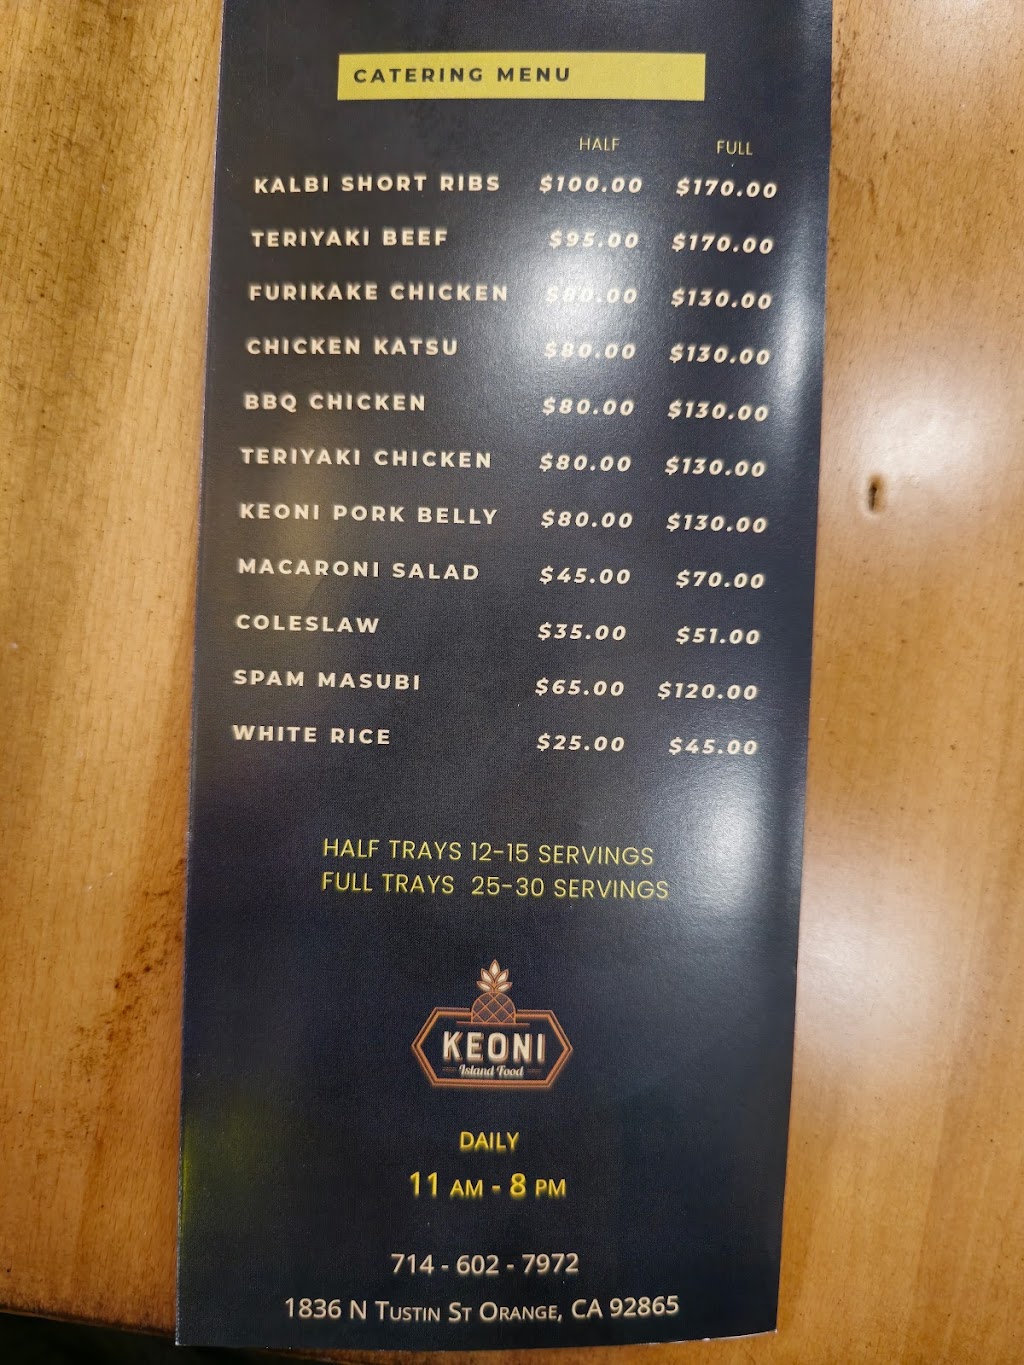 CATERING MENU
HALF FULL
KALBI SHORT RIBS $100.00 $170.00
TERIYAKI BEEF $95.00 $170.00
FURIKAKE CHICKEN $80.00 $130.00
CHICKEN KATSU $80.00 $130.00
BBQ CHICKEN $80.00 $130.00
TERIYAKI CHICKEN $80.00 $130.00
KEONI PORK BELLY $80.00 $130.00
MACARONI SALAD $45.00 $70.00
COLESLAW $35.00 $51.00
SPAM MASUBI $65.00 $120.00
WHITE RICE $25.00 $45.00
HALF TRAYS 12-15 SERVINGS
FULL TRAYS 25-30 SERVINGS
KEONI
Island Food
DAILY
11 AM - 8 PM
714 - 602 - 7972
1836 N TUSTIN ST ORANGE, CA 92865